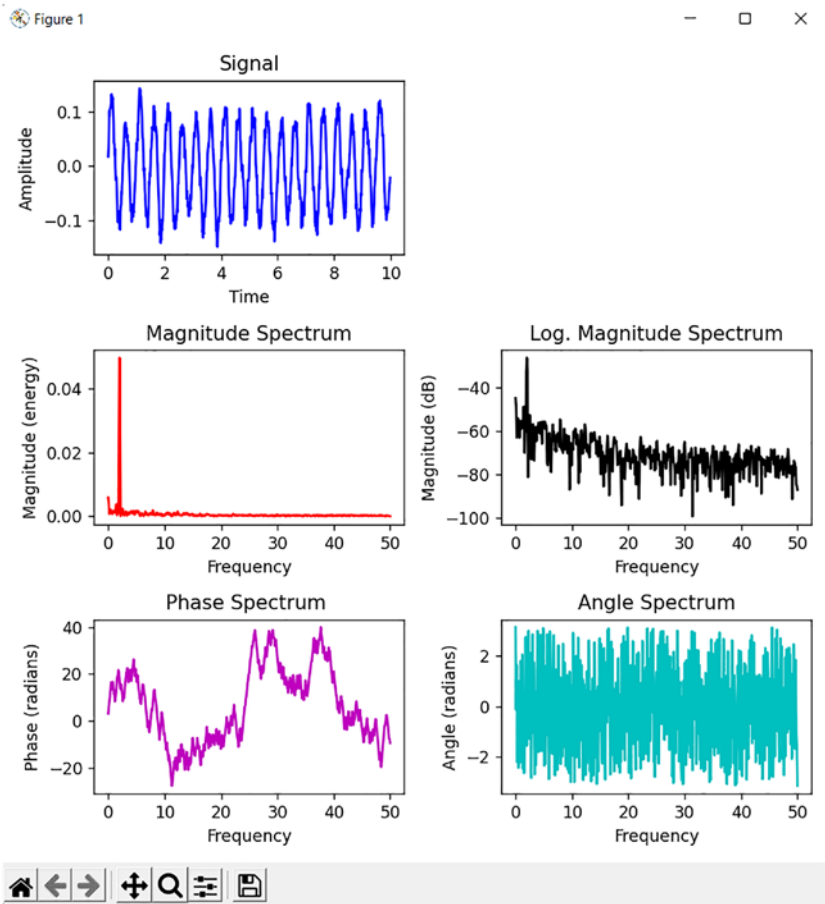 Figure 1
Signal
Amplitude
0.1
0.0
−0.1
0 2 4 6 8 10
Time
Magnitude Spectrum
Magnitude (energy)
0.04
0.02
0.00
0 10 20 30 40 50
Frequency
Log. Magnitude Spectrum
Magnitude (dB)
−40
−60
−80
−100
0 10 20 30 40 50
Frequency
Phase Spectrum
Phase (radians)
40
20
0
−20
0 10 20 30 40 50
Frequency
Angle Spectrum
Angle (radians)
2
0
−2
0 10 20 30 40 50
Frequency